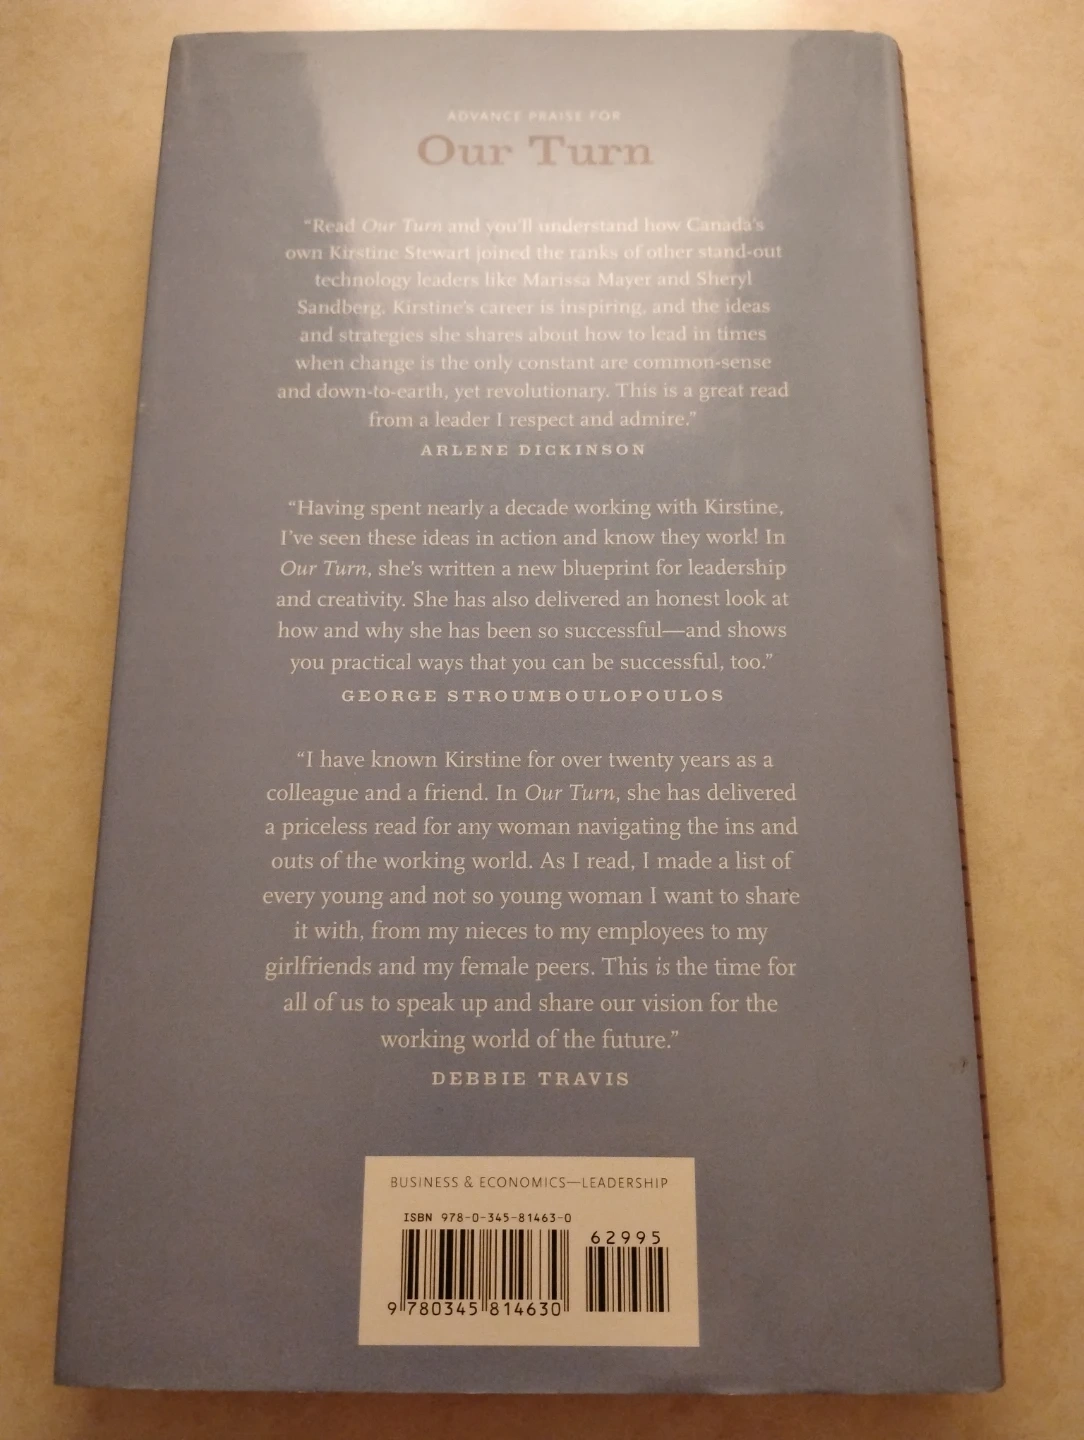 ADVANCE PRAISE FOR
Our Turn
“Read Our Turn and you’ll understand how Canada’s
own Kirstine Stewart joined the ranks of other stand-out
technology leaders like Marissa Mayer and Sheryl
Sandberg. Kirstine’s career is inspiring, and the ideas
and strategies she shares about how to lead in times
when change is the only constant are common-sense
and down-to-earth, yet revolutionary. This is a great read
from a leader I respect and admire.”
ARLENE DICKINSON
“Having spent nearly a decade working with Kirstine,
I’ve seen these ideas in action and know they work! In
Our Turn, she’s written a new blueprint for leadership
and creativity. She has also delivered an honest look at
how and why she has been so successful—and shows
you practical ways that you can be successful, too.”
GEORGE STROUMBOULOPOULOS
“I have known Kirstine for over twenty years as a
colleague and a friend. In Our Turn, she has delivered
a priceless read for any woman navigating the ins and
outs of the working world. As I read, I made a list of
every young and not so young woman I want to share
it with, from my nieces to my employees to my
girlfriends and my female peers. This is the time for
all of us to speak up and share our vision for the
working world of the future.”
DEBBIE TRAVIS
BUSINESS & ECONOMICS—LEADERSHIP
ISBN 978-0-345-81463-0
62995
9 780345 814630